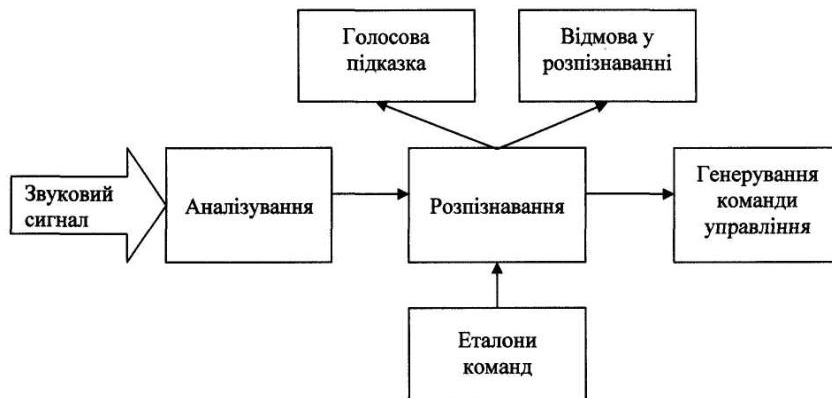 Голосова
підказка
Відмова у
розпізнаванні
Звуковий
сигнал
Аналізування
Розпізнавання
Генерування
команди
управління
Еталони
команд